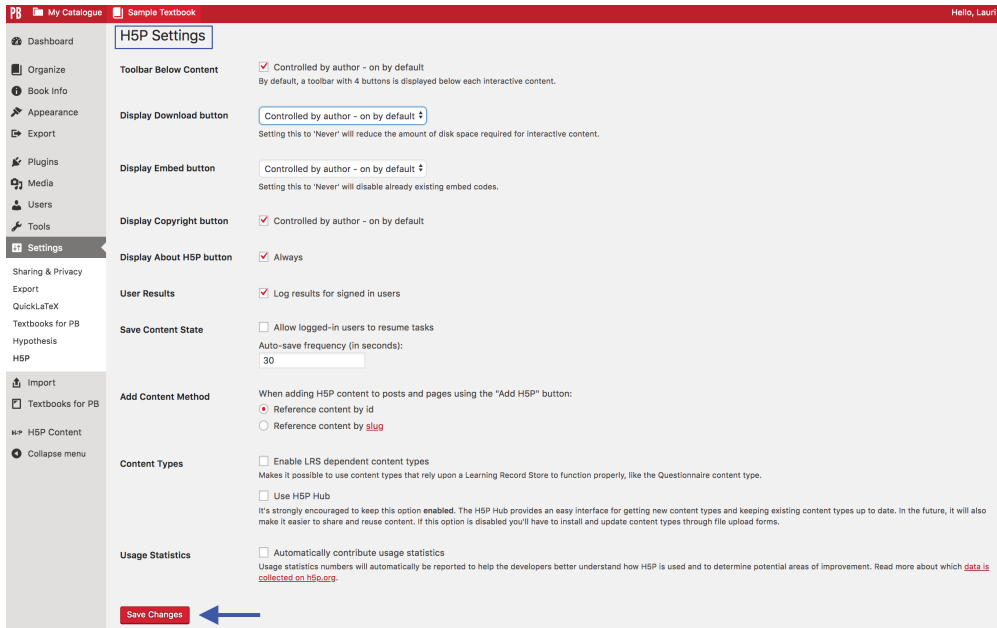 PB My Catalogue Sample Textbook Hello, Lauri
Dashboard
Organize
Book Info
Appearance
Export
Plugins
Media
Users
Tools
Settings
Sharing & Privacy
Export
QuickLaTeX
Textbooks for PB
Hypothesis
H5P
Import
Textbooks for PB
H5P Content
Collapse menu
H5P Settings
Toolbar Below Content
Controlled by author - on by default
By default, a toolbar with 4 buttons is displayed below each interactive content.
Display Download button
Controlled by author - on by default
Setting this to 'Never' will reduce the amount of disk space required for interactive content.
Display Embed button
Controlled by author - on by default
Setting this to 'Never' will disable already existing embed codes.
Display Copyright button
Controlled by author - on by default
Display About H5P button
Always
User Results
Log results for signed in users
Save Content State
Allow logged-in users to resume tasks
Auto-save frequency (in seconds):
30
Add Content Method
When adding H5P content to posts and pages using the "Add H5P" button:
Reference content by id
Reference content by slug
Content Types
Enable LRS dependent content types
Makes it possible to use content types that rely upon a Learning Record Store to function properly, like the Questionnaire content type.
Use H5P Hub
It's strongly encouraged to keep this option enabled. The H5P Hub provides an easy interface for getting new content types and keeping existing content types up to date. In the future, it will also
make it easier to share and reuse content. If this option is disabled you'll have to install and update content types through file upload forms.
Usage Statistics
Automatically contribute usage statistics
Usage statistics numbers will automatically be reported to help the developers better understand how H5P is used and to determine potential areas of improvement. Read more about which data is
collected on h5p.org.
Save Changes